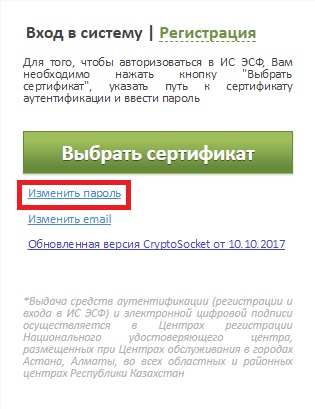 Вход в систему | Регистрация
Для того, чтобы авторизоваться в ИС ЭСФ, Вам
необходимо нажать кнопку "Выбрать
сертификат", указать путь к сертификату
аутентификации и ввести пароль
Выбрать сертификат
Изменить пароль
Изменить email
Обновленная версия CryptoSocket от 10.10.2017
*Выдача средств аутентификации (регистрации и
входа в ИС ЭСФ) и электронной цифровой подписи
осуществляется в Центрах регистрации
Национального удостоверяющего центра,
размещенных при Центрах обслуживания в городах
Астана, Алматы, во всех областных и районных
центрах Республики Казахстан